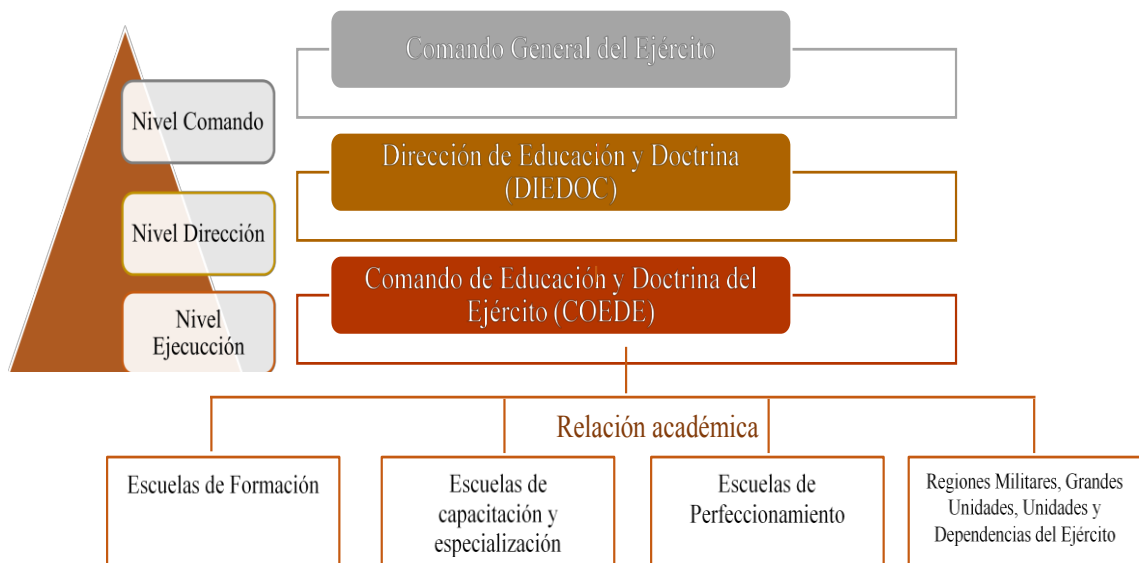 Comando General del Ejército
Nivel Comando
Dirección de Educación y Doctrina
(DIEDOC)
Nivel Dirección
Comando de Educación y Doctrina del
Ejército (COEDE)
Nivel
Ejecucción
Relación académica
Escuelas de Formación
Escuelas de
capacitación y
especialización
Escuelas de
Perfeccionamiento
Regiones Militares, Grandes
Unidades, Unidades y
Dependencias del Ejército